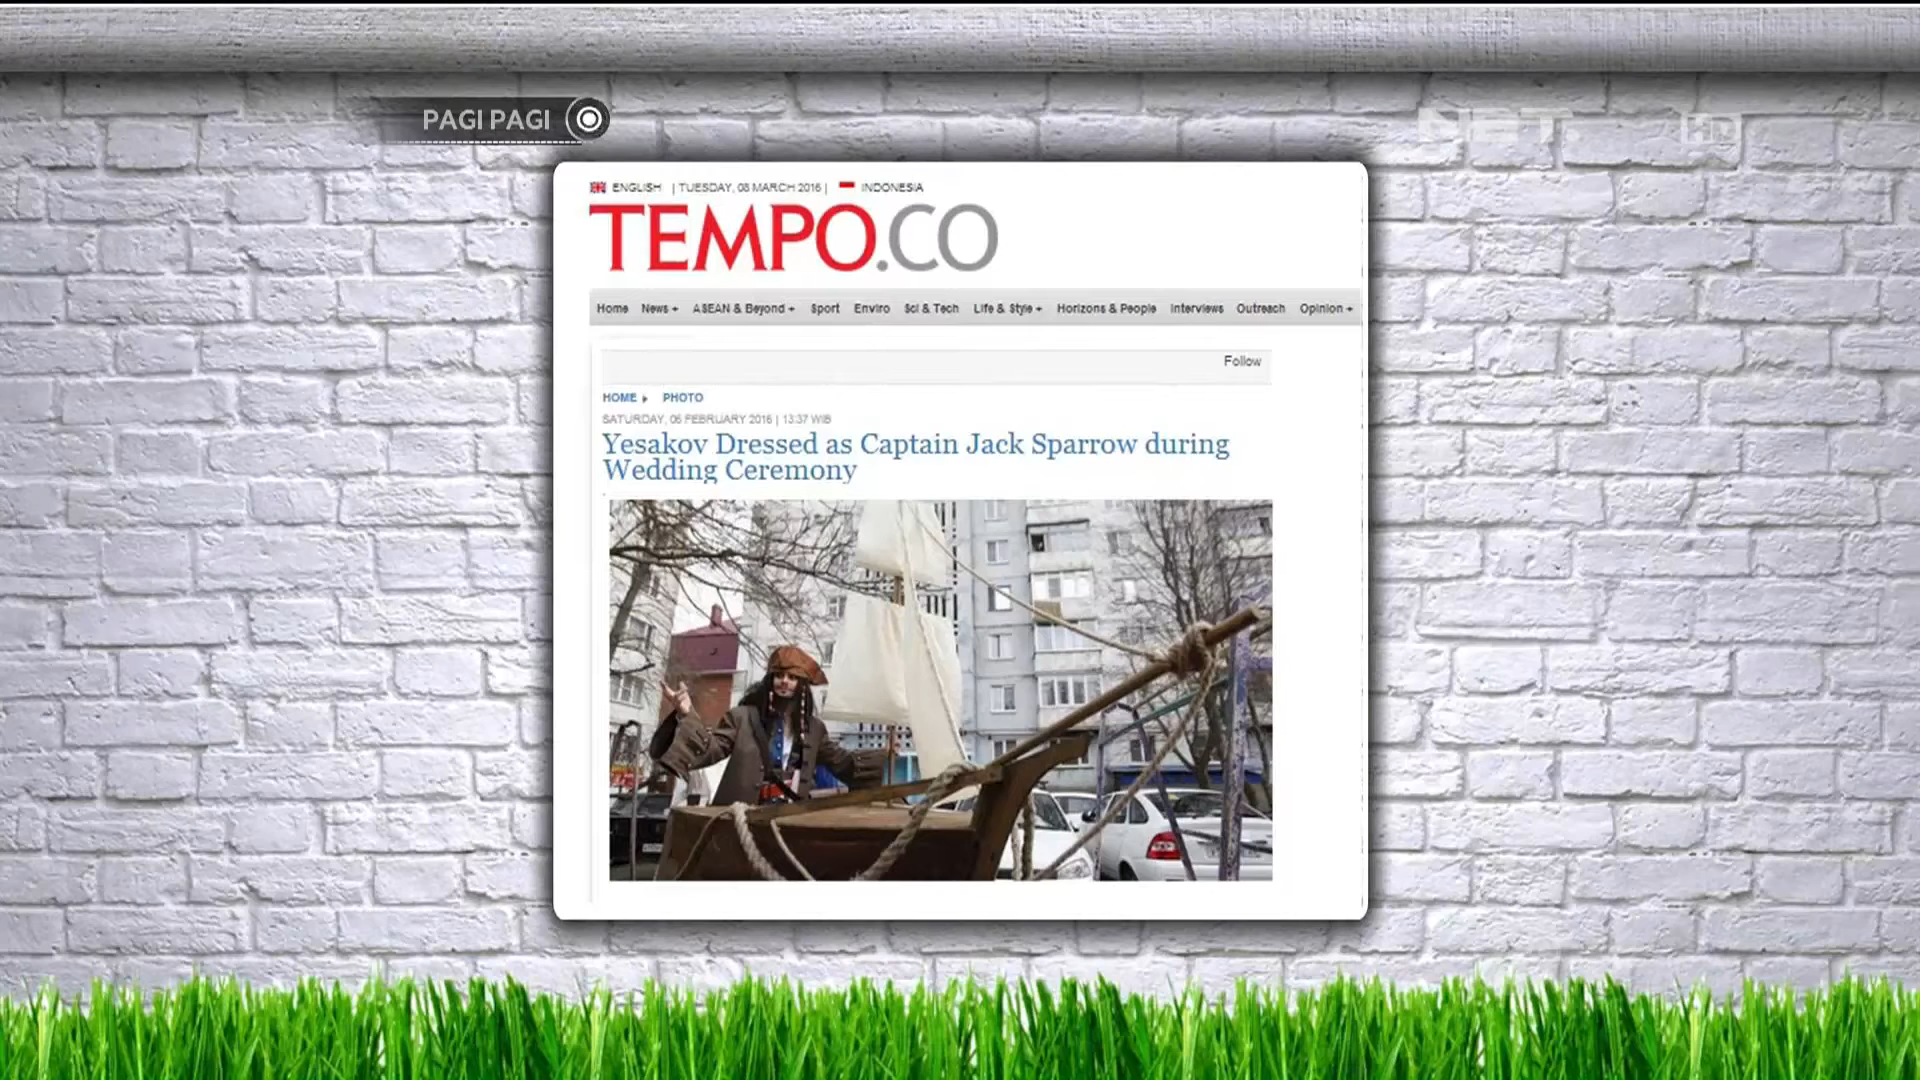 PAGI PAGI
NET.
HD
ENGLISH | TUESDAY, 08 MARCH 2016 | INDONESIA
TEMPO.CO
Home News + ASEAN & Beyond + Sport Enviro Sci & Tech Life & Style + Horizons & People Interviews Outreach Opinion +
Follow
HOME PHOTO
SATURDAY, 06 FEBRUARY 2016 | 13:37 WIB
Yesakov Dressed as Captain Jack Sparrow during
Wedding Ceremony